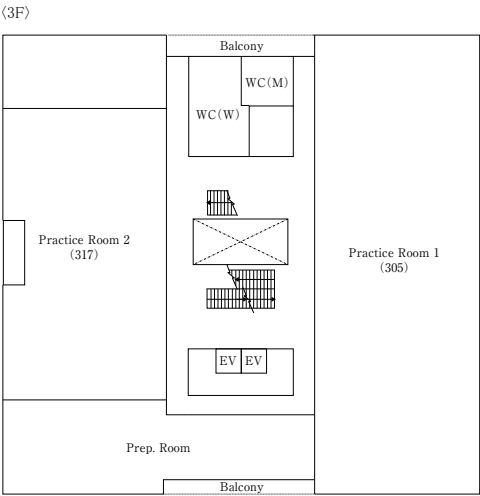 〈3F〉
Balcony
WC(M)
WC(W)
Practice Room 2
(317)
Practice Room 1
(305)
EV EV
Prep. Room
Balcony